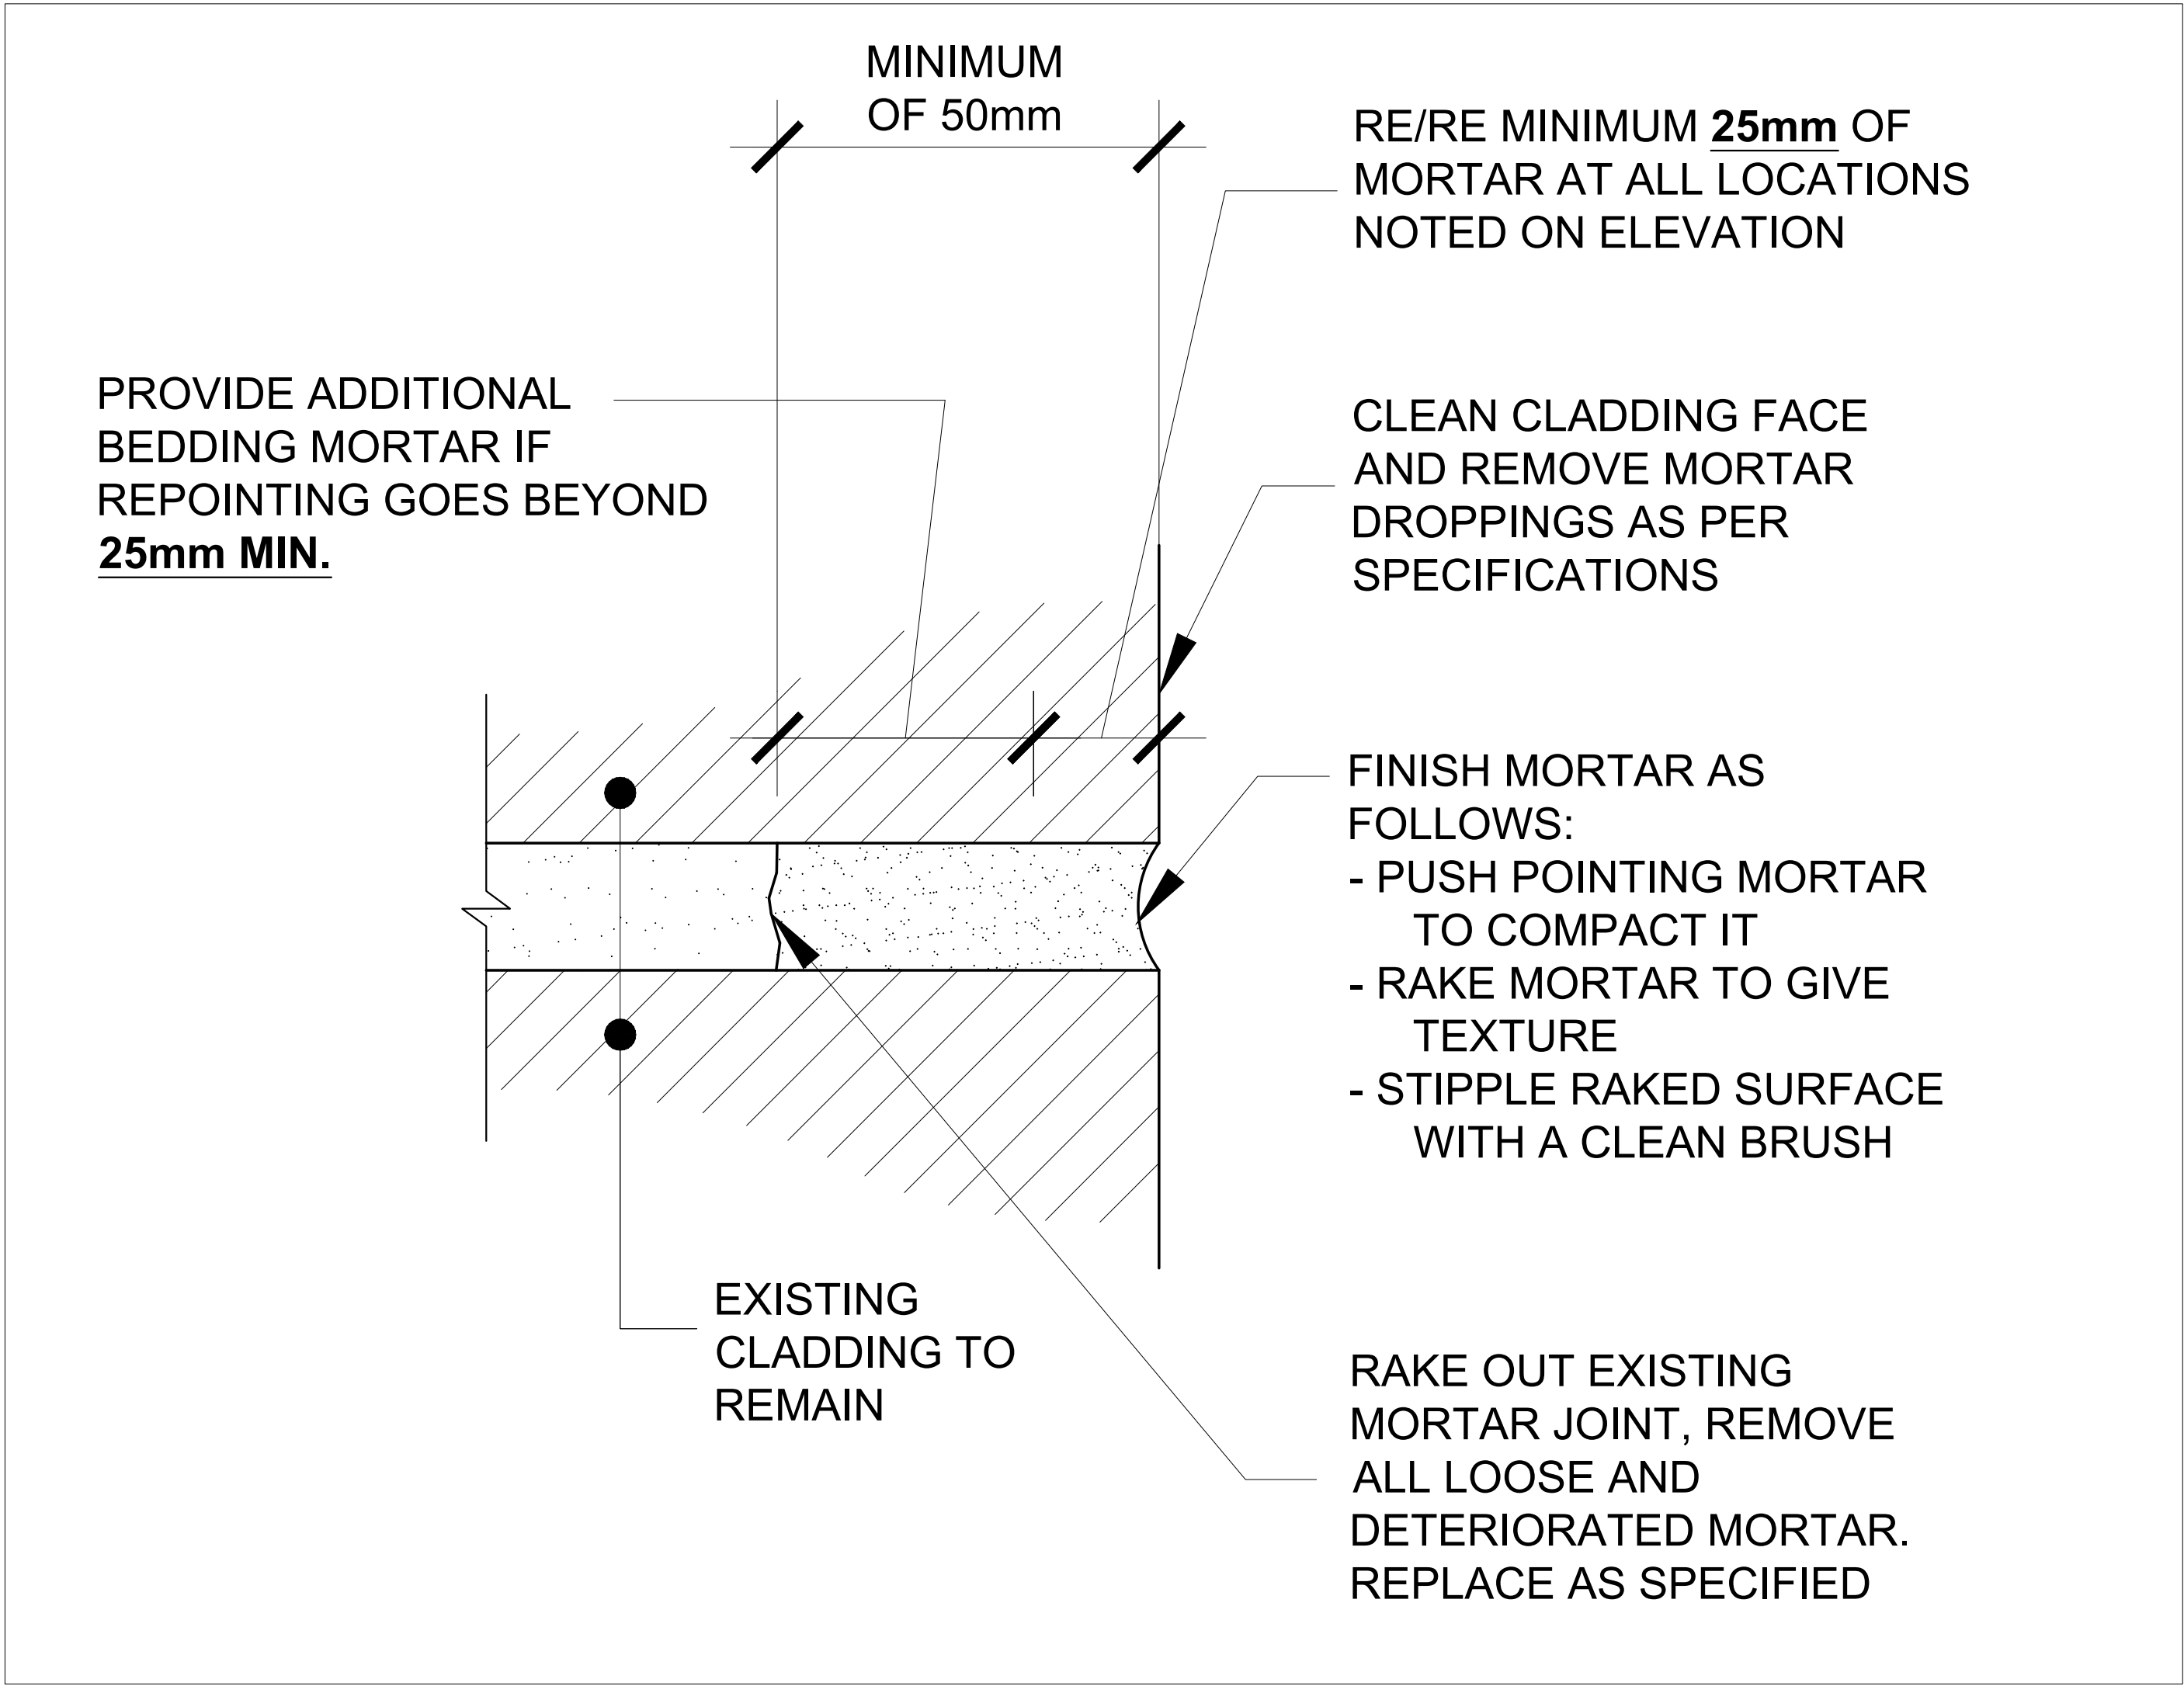 MINIMUM
OF 50mm
RE/RE MINIMUM 25mm OF
MORTAR AT ALL LOCATIONS
NOTED ON ELEVATION
PROVIDE ADDITIONAL
BEDDING MORTAR IF
REPOINTING GOES BEYOND
25mm MIN.
CLEAN CLADDING FACE
AND REMOVE MORTAR
DROPPINGS AS PER
SPECIFICATIONS
FINISH MORTAR AS
FOLLOWS:
- PUSH POINTING MORTAR
TO COMPACT IT
- RAKE MORTAR TO GIVE
TEXTURE
- STIPPLE RAKED SURFACE
WITH A CLEAN BRUSH
EXISTING
CLADDING TO
REMAIN
RAKE OUT EXISTING
MORTAR JOINT, REMOVE
ALL LOOSE AND
DETERIORATED MORTAR.
REPLACE AS SPECIFIED